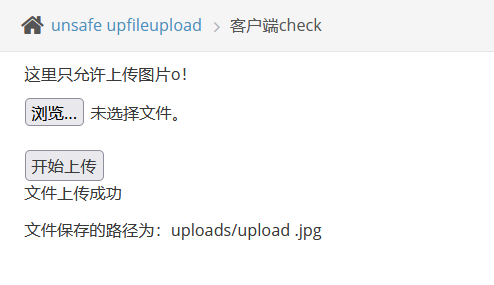 unsafe upfileupload > 客户端check
这里只允许上传图片o!
浏览... 未选择文件。
开始上传
文件上传成功
文件保存的路径为：uploads/upload .jpg